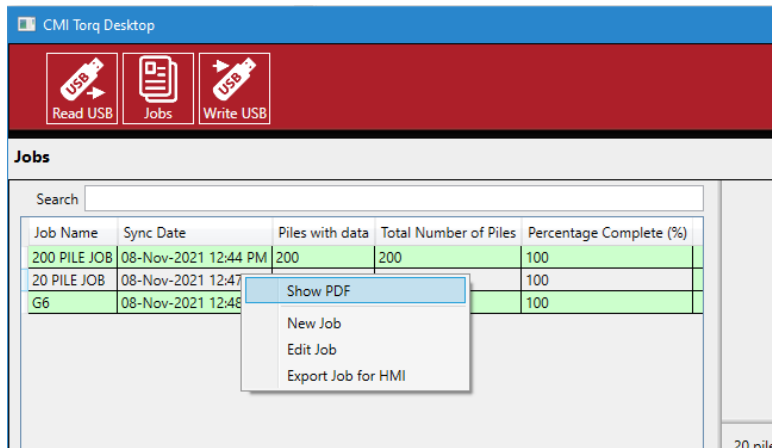 CMI Torq Desktop
USB USB
Read USB Jobs Write USB
Jobs
Search
Job Name Sync Date Piles with data Total Number of Piles Percentage Complete (%)
200 PILE JOB 08-Nov-2021 12:44 PM 200 200 100
20 PILE JOB 08-Nov-2021 12:47 100
G6 08-Nov-2021 12:48 100
Show PDF
New Job
Edit Job
Export Job for HMI
20 pile